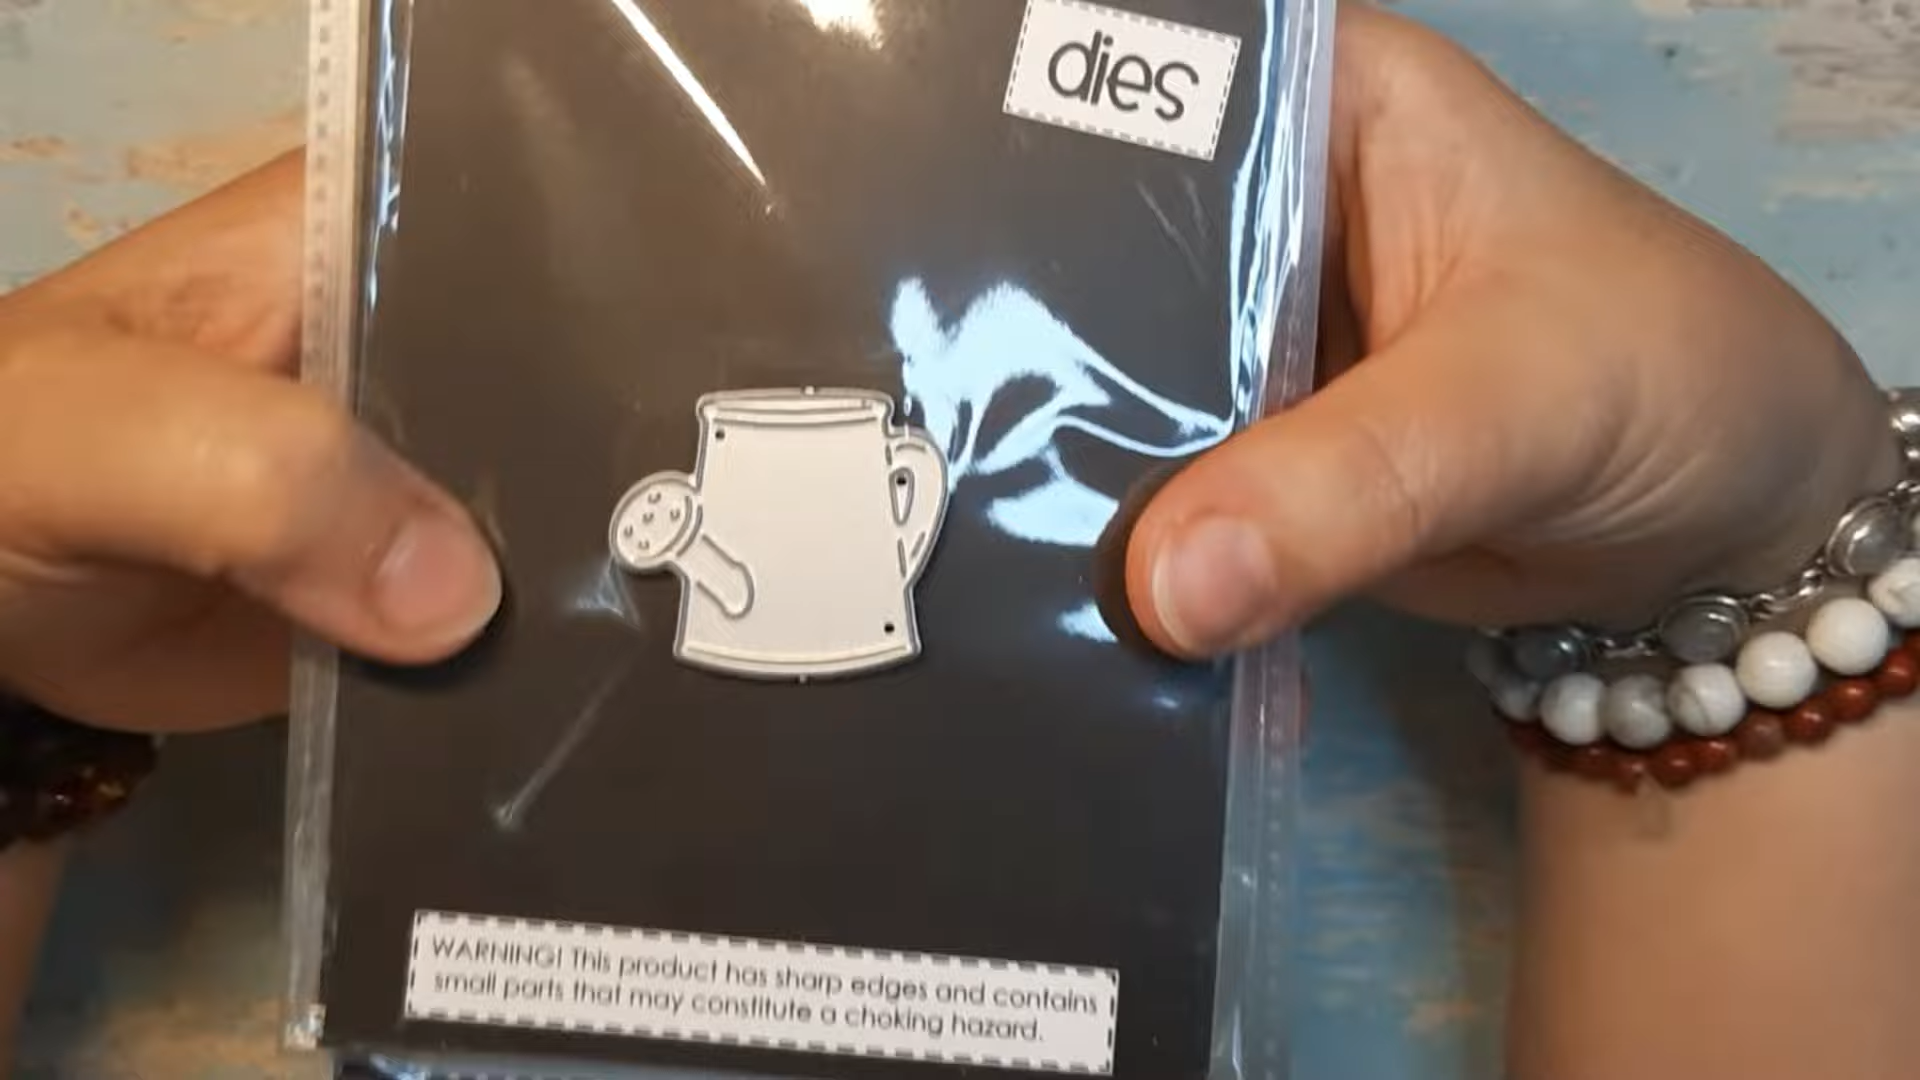 dies
WARNING! This product has sharp edges and contains
small parts that may constitute a choking hazard.